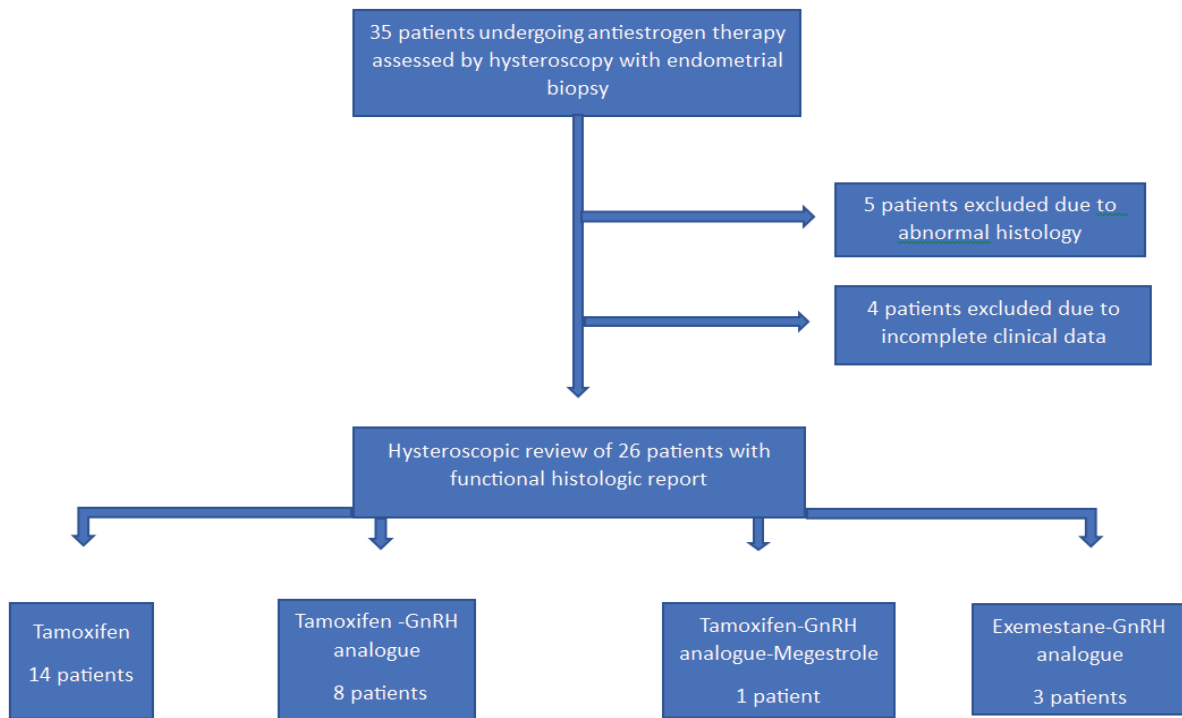 35 patients undergoing antiestrogen therapy
assessed by hysteroscopy with endometrial
biopsy
5 patients excluded due to
abnormal histology
4 patients excluded due to
incomplete clinical data
Hysteroscopic review of 26 patients with
functional histologic report
Tamoxifen
14 patients
Tamoxifen -GnRH
analogue
8 patients
Tamoxifen-GnRH
analogue-Megestrole
1 patient
Exemestane-GnRH
analogue
3 patients